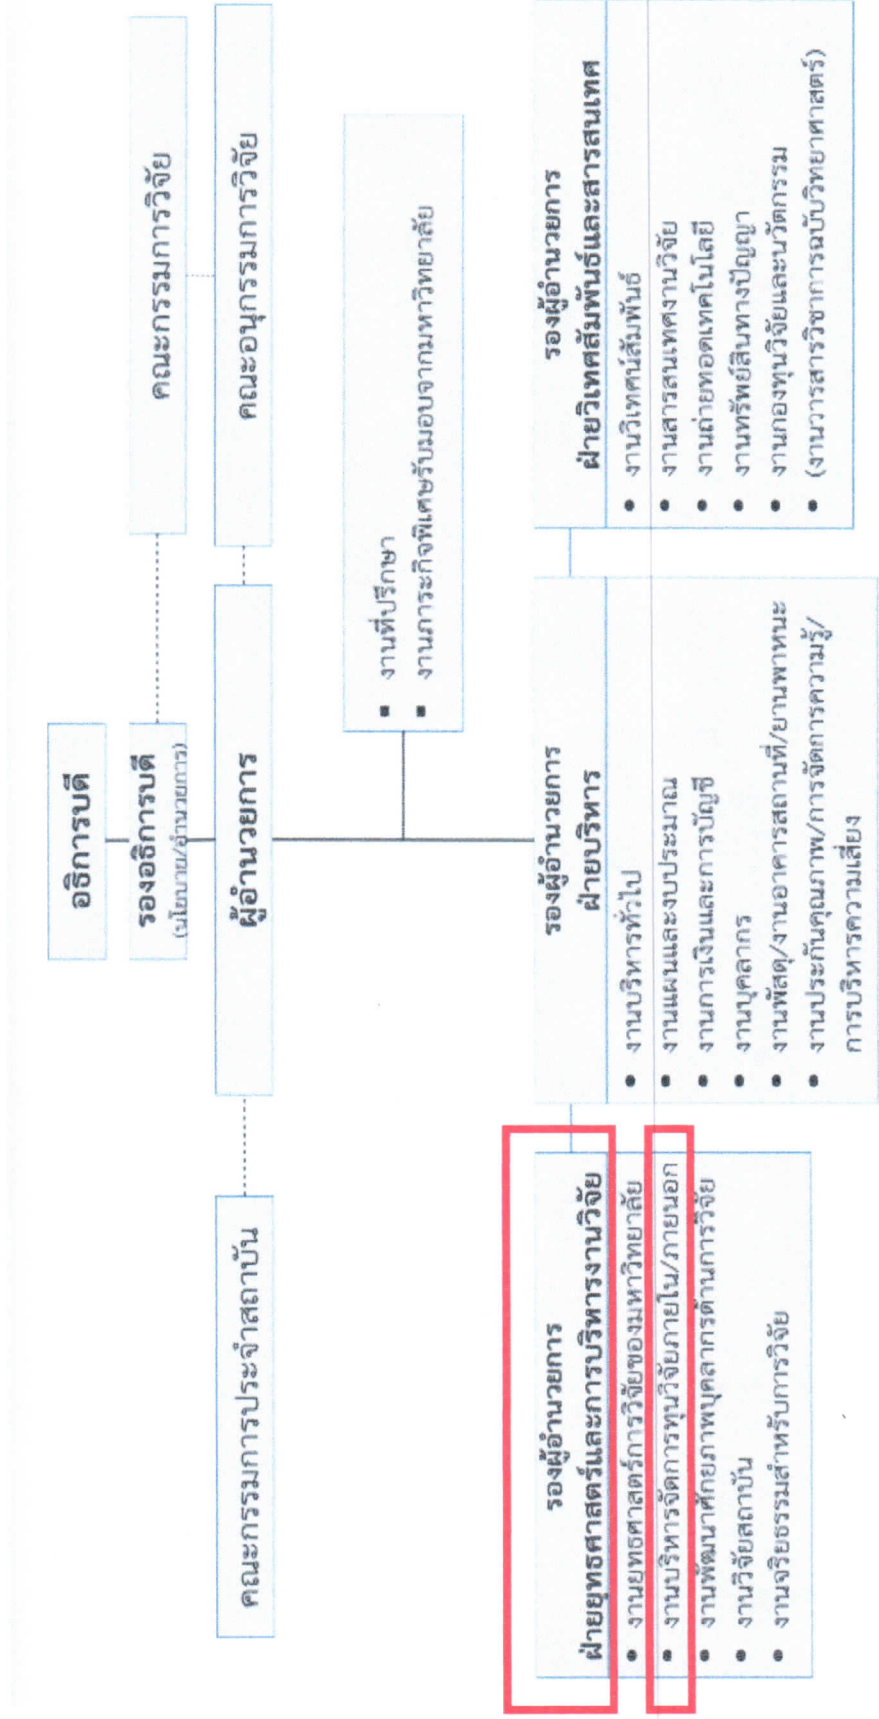 อธิการบดี
รองอธิการบดี
(นโยบาย/อำนวยการ)
คณะกรรมการวิจัย
คณะกรรมการประจำสถาบัน
ผู้อำนวยการ
คณะอนุกรรมการวิจัย
▪ งานที่ปรึกษา
▪ งานภาระกิจพิเศษรับมอบจากมหาวิทยาลัย
รองผู้อำนวยการ
ฝ่ายยุทธศาสตร์และการบริหารงานวิจัย
• งานยุทธศาสตร์การวิจัยของมหาวิทยาลัย
• งานบริหารจัดการทุนวิจัยภายใน/ภายนอก
• งานพัฒนาศักยภาพบุคลากรด้านการวิจัย
• งานวิจัยสถาบัน
• งานจริยธรรมสำหรับการวิจัย
รองผู้อำนวยการ
ฝ่ายบริหาร
• งานบริหารทั่วไป
• งานแผนและงบประมาณ
• งานการเงินและการบัญชี
• งานบุคลากร
• งานพัสดุ/งานอาคารสถานที่/ยานพาหนะ
• งานประกันคุณภาพ/การจัดการความรู้/
การบริหารความเสี่ยง
รองผู้อำนวยการ
ฝ่ายวิเทศสัมพันธ์และสารสนเทศ
• งานวิเทศน์สัมพันธ์
• งานสารสนเทศงานวิจัย
• งานถ่ายทอดเทคโนโลยี
• งานทรัพย์สินทางปัญญา
• งานกองทุนวิจัยและนวัตกรรม
• (งานวารสารวิชาการฉบับวิทยาศาสตร์)